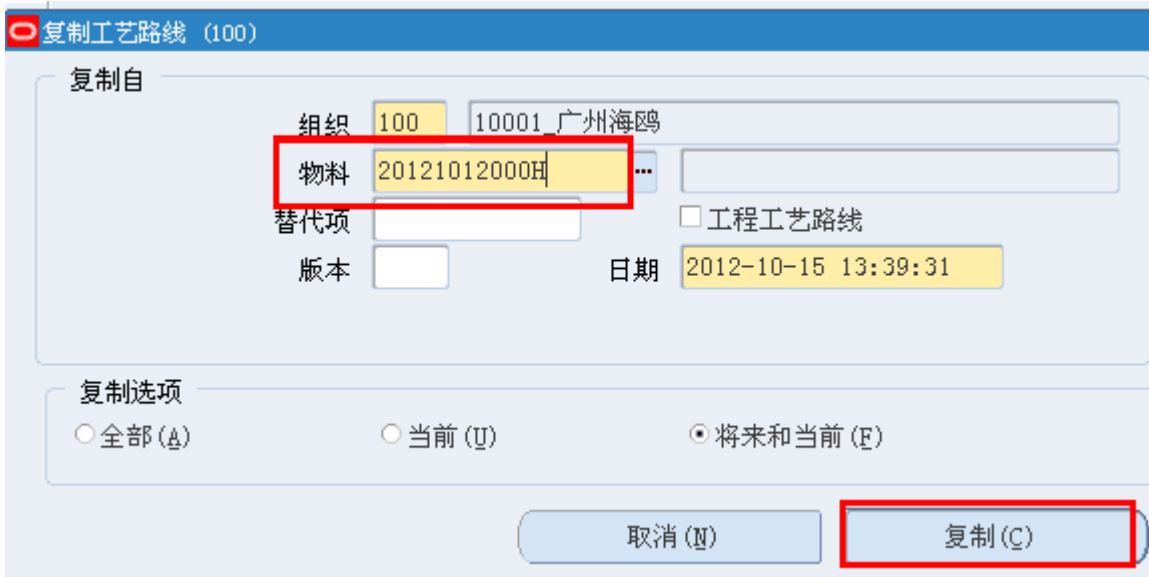 复制工艺路线 (100)
复制自
组织 100 10001_广州海鸥
物料 20121012000H ...
替代项 工程工艺路线
版本 日期 2012-10-15 13:39:31
复制选项
全部(A) 当前(U) 将来和当前(F)
取消(N) 复制(C)